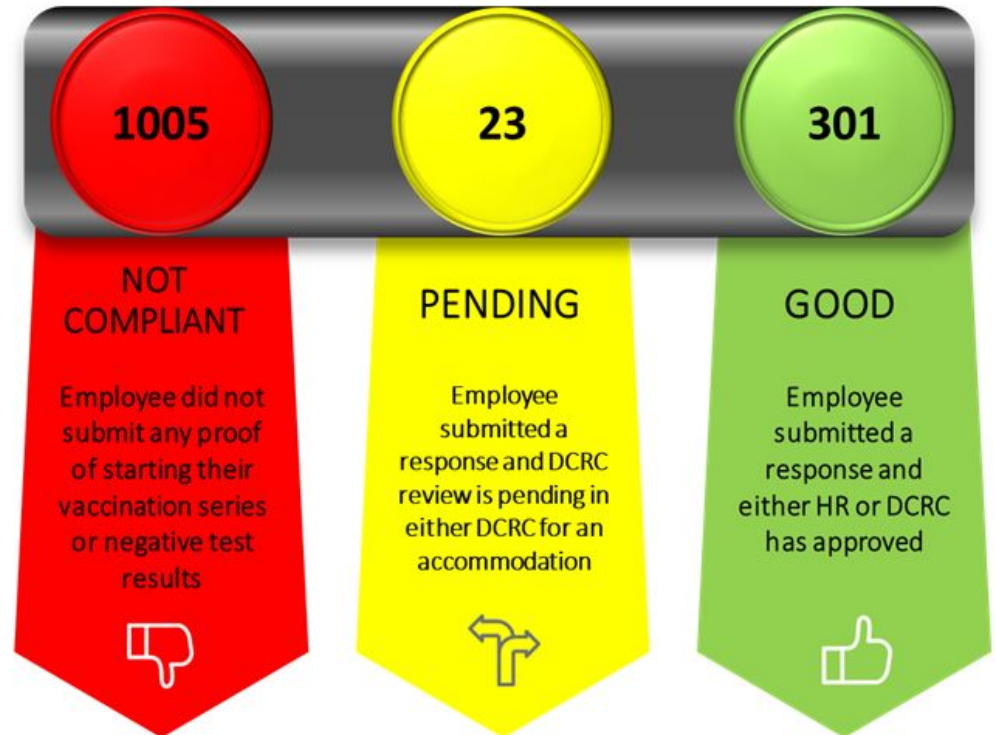 1005
23
301
NOT
COMPLIANT
Employee did not
submit any proof
of starting their
vaccination series
or negative test
results
PENDING
Employee
submitted a
response and DCRC
review is pending in
either DCRC for an
accommodation
GOOD
Employee
submitted a
response and
either HR or DCRC
has approved